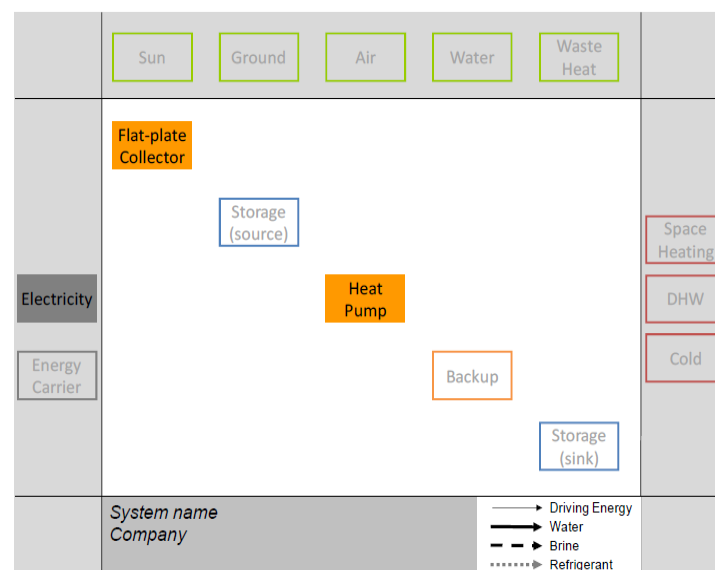 Sun
Ground
Air
Water
Waste
Heat
Flat-plate
Collector
Storage
(source)
Space
Heating
Electricity
Heat
Pump
DHW
Energy
Carrier
Backup
Cold
Storage
(sink)
System name
Company
Driving Energy
Water
Brine
Refrigerant